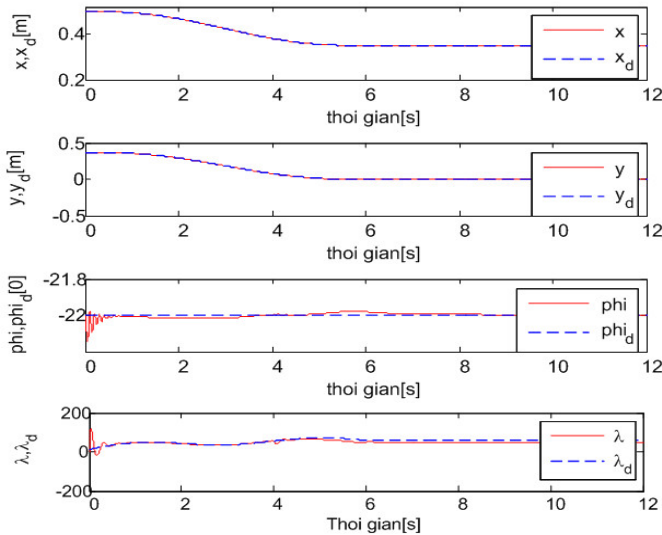 x,x_d[m]
0.4
0.2
0 2 4 6 8 10 12
thoi gian[s]
x
x_d
y,y_d[m]
0.5
0
-0.5
0 2 4 6 8 10 12
thoi gian[s]
y
y_d
phi,phi_d[0]
-21.8
-22
0 2 4 6 8 10 12
thoi gian[s]
phi
phi_d
λ,λ_d
200
0
-200
0 2 4 6 8 10 12
Thoi gian[s]
λ
λ_d